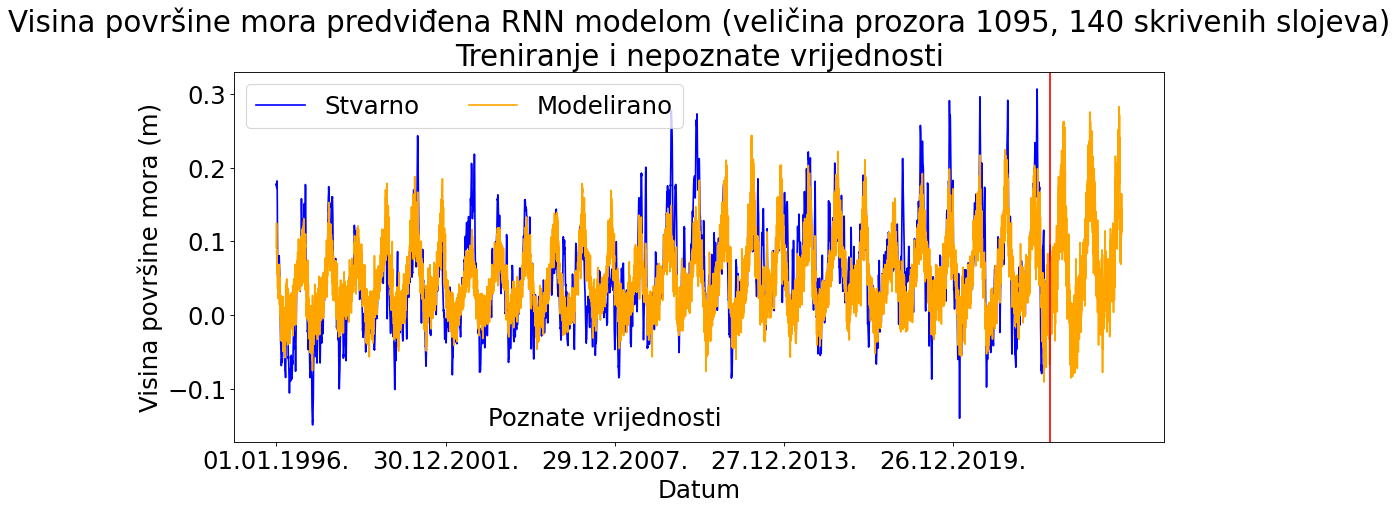 Visina površine mora predviđena RNN modelom (veličina prozora 1095, 140 skrivenih slojeva)
Treniranje i nepoznate vrijednosti
Stvarno Modelirano
Visina površine mora (m)
0.3
0.2
0.1
0.0
−0.1
Poznate vrijednosti
01.01.1996. 30.12.2001. 29.12.2007. 27.12.2013. 26.12.2019.
Datum